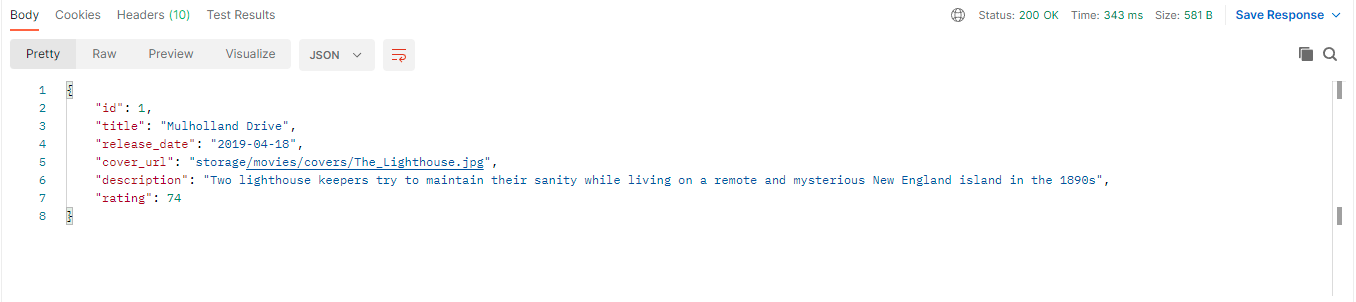 Body Cookies Headers (10) Test Results Status: 200 OK Time: 343 ms Size: 581 B Save Response
Pretty Raw Preview Visualize JSON
1 {
2 "id": 1,
3 "title": "Mulholland Drive",
4 "release_date": "2019-04-18",
5 "cover_url": "storage/movies/covers/The_Lighthouse.jpg",
6 "description": "Two lighthouse keepers try to maintain their sanity while living on a remote and mysterious New England island in the 1890s",
7 "rating": 74
8 }